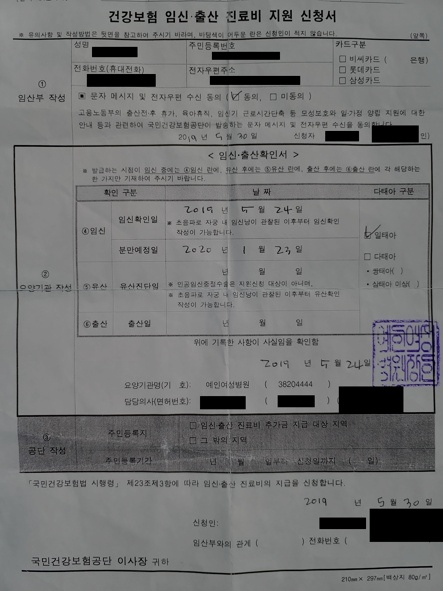 건강보험 임신·출산 진료비 지원 신청서
※ 유의사항 및 작성방법은 뒷면을 참고하여 주시기 바라며, 바탕색이 어두운 란은 신청인이 적지 않습니다. (앞쪽)
성명 주민등록번호 카드구분
□ 비씨카드 ( 은행)
□ 롯데카드
□ 삼성카드
전화번호(휴대전화) 전자우편주소
①
임산부 작성
문자 메시지 및 전자우편 수신 동의 (√동의, □ 미동의 )
고용노동부의 출산전·후 휴가, 육아휴직, 임신기 근로시간단축 등 모성보호와 일가정 양립 지원에 대한
안내 등과 관련하여 국민건강보험공단이 발송하는 문자 메시지 및 전자우편 수신을 동의합니다.
2019 년 5 월 30 일 신청자
< 임신·출산확인서 >
※ 발급하는 시점이 임신 중에는 ④임신 란에, 유산 후에는 ⑤유산 란에, 출산 후에는 ⑥출산 란에 각 해당하는
한 가지만 기재하여 주시기 바랍니다.
확인 구분 날 짜 다태아 구분
②
요양기관 작성
④임신 임신확인일 2019 년 5 월 24 일
※ 초음파로 자궁 내 임신낭이 관찰된 이후부터 임신확인
작성이 가능합니다.
분만예정일 2020 년 1 월 23 일
√ 일태아
□ 다태아
· 쌍태아( )
· 삼태아 이상( )
⑤유산 유산진단일 년 월 일
※ 인공임신중절수술은 지원신청 대상이 아니며,
※ 초음파로 자궁 내 임신낭이 관찰된 이후부터 유산확인
작성이 가능합니다.
⑥출산 출산일 년 월 일
위에 기록한 사항이 사실임을 확인함
2019 년 5 월 24 일
요양기관명(기 호): 예인여성병원 ( 38204444 )
담당의사(면허번호): ( )
③
공단 작성
주민등록지 □ 임신·출산 진료비 추가금 지급 대상 지역
□ 그 밖의 지역
주민등록기간 년 월 일부터 신청일까지 ( 일)
「국민건강보험법 시행령」 제23조제3항에 따라 임신·출산 진료비의 지급을 신청합니다.
2019 년 5 월 30 일
신청인:
임산부와의 관계 ( ) 전화번호 (
국민건강보험공단 이사장 귀하
210mm × 297mm [백상지 80g/㎡]